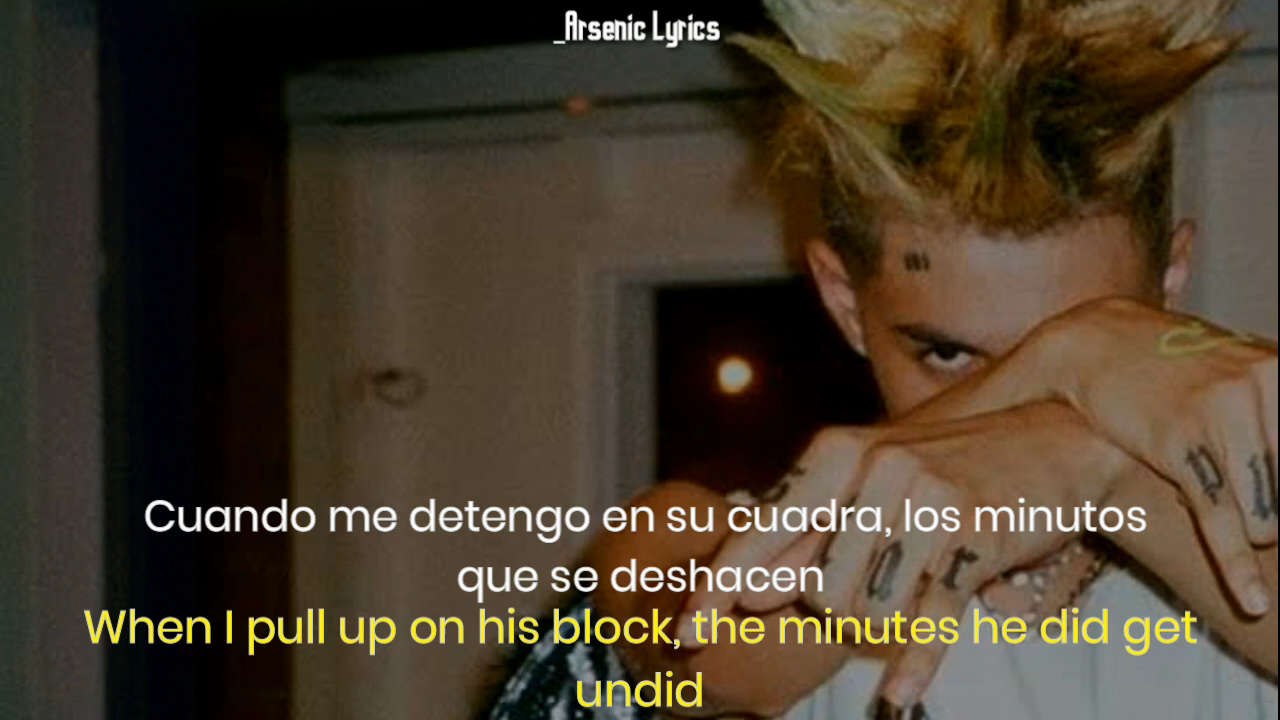 _Arsenic Lyrics
Cuando me detengo en su cuadra, los minutos
que se deshacen
When I pull up on his block, the minutes he did get
undid